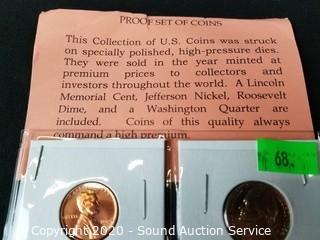 PROOF SET OF COINS
This Collection of U.S. Coins was struck
on specially polished, high-pressure dies.
They were sold in the year minted at
premium prices to collectors and
investors throughout the world. A Lincoln
Memorial Cent, Jefferson Nickel, Roosevelt
Dime, and a Washington Quarter are
included. Coins of this quality always
command a high premium.
68
Copyright 2020 - Sound Auction Service